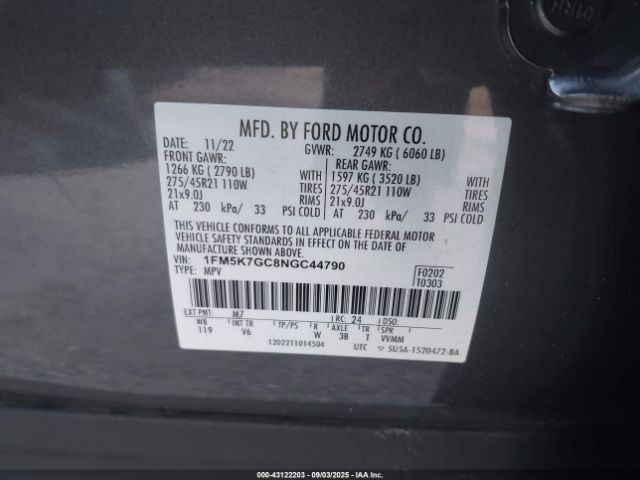 01RH
MFD. BY FORD MOTOR CO.
DATE: 11/22 GVWR: 2749 KG ( 6060 LB)
FRONT GAWR: REAR GAWR:
1266 KG ( 2790 LB) 1597 KG ( 3520 LB)
275/45R21 110W TIRES 275/45R21 110W TIRES
21x9.0J RIMS 21x9.0J RIMS
AT 230 kPa/ 33 PSI COLD AT 230 kPa/ 33 PSI COLD
THIS VEHICLE CONFORMS TO ALL APPLICABLE FEDERAL MOTOR
VEHICLE SAFETY AND THEFT PREVENTION STANDARDS IN
EFFECT ON THE DATE OF MANUFACTURE SHOWN ABOVE.
VIN: 1FM5K7GC8NGC44790 F0202
TYPE: MPV T0303
EXT PNT: M7 RC: 24 DSO:
WB INT TR TP/PS R AXLE TR SPR
119 V6 W 3B T VVMM
1202211014504 UTC 5U5A-1520472-BA
000-43122203 - 09/03/2025 - IAA Inc.